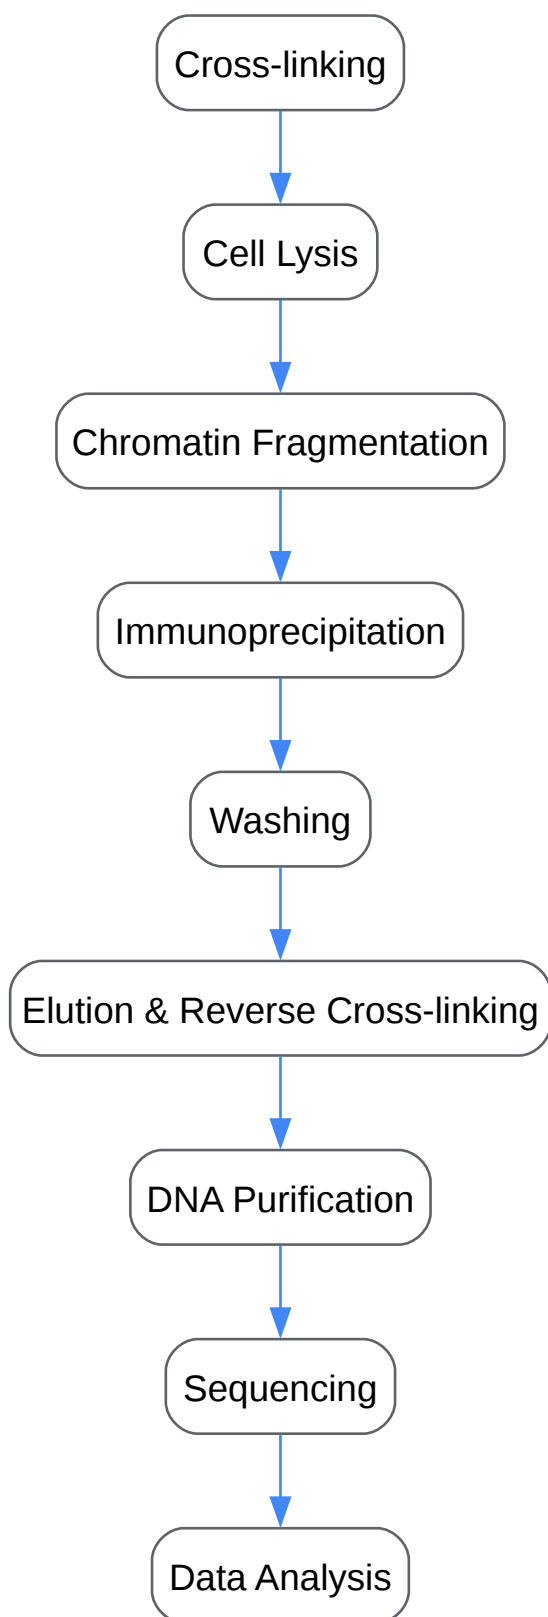 Cross-linking
Cell Lysis
Chromatin Fragmentation
Immunoprecipitation
Washing
Elution & Reverse Cross-linking
DNA Purification
Sequencing
Data Analysis